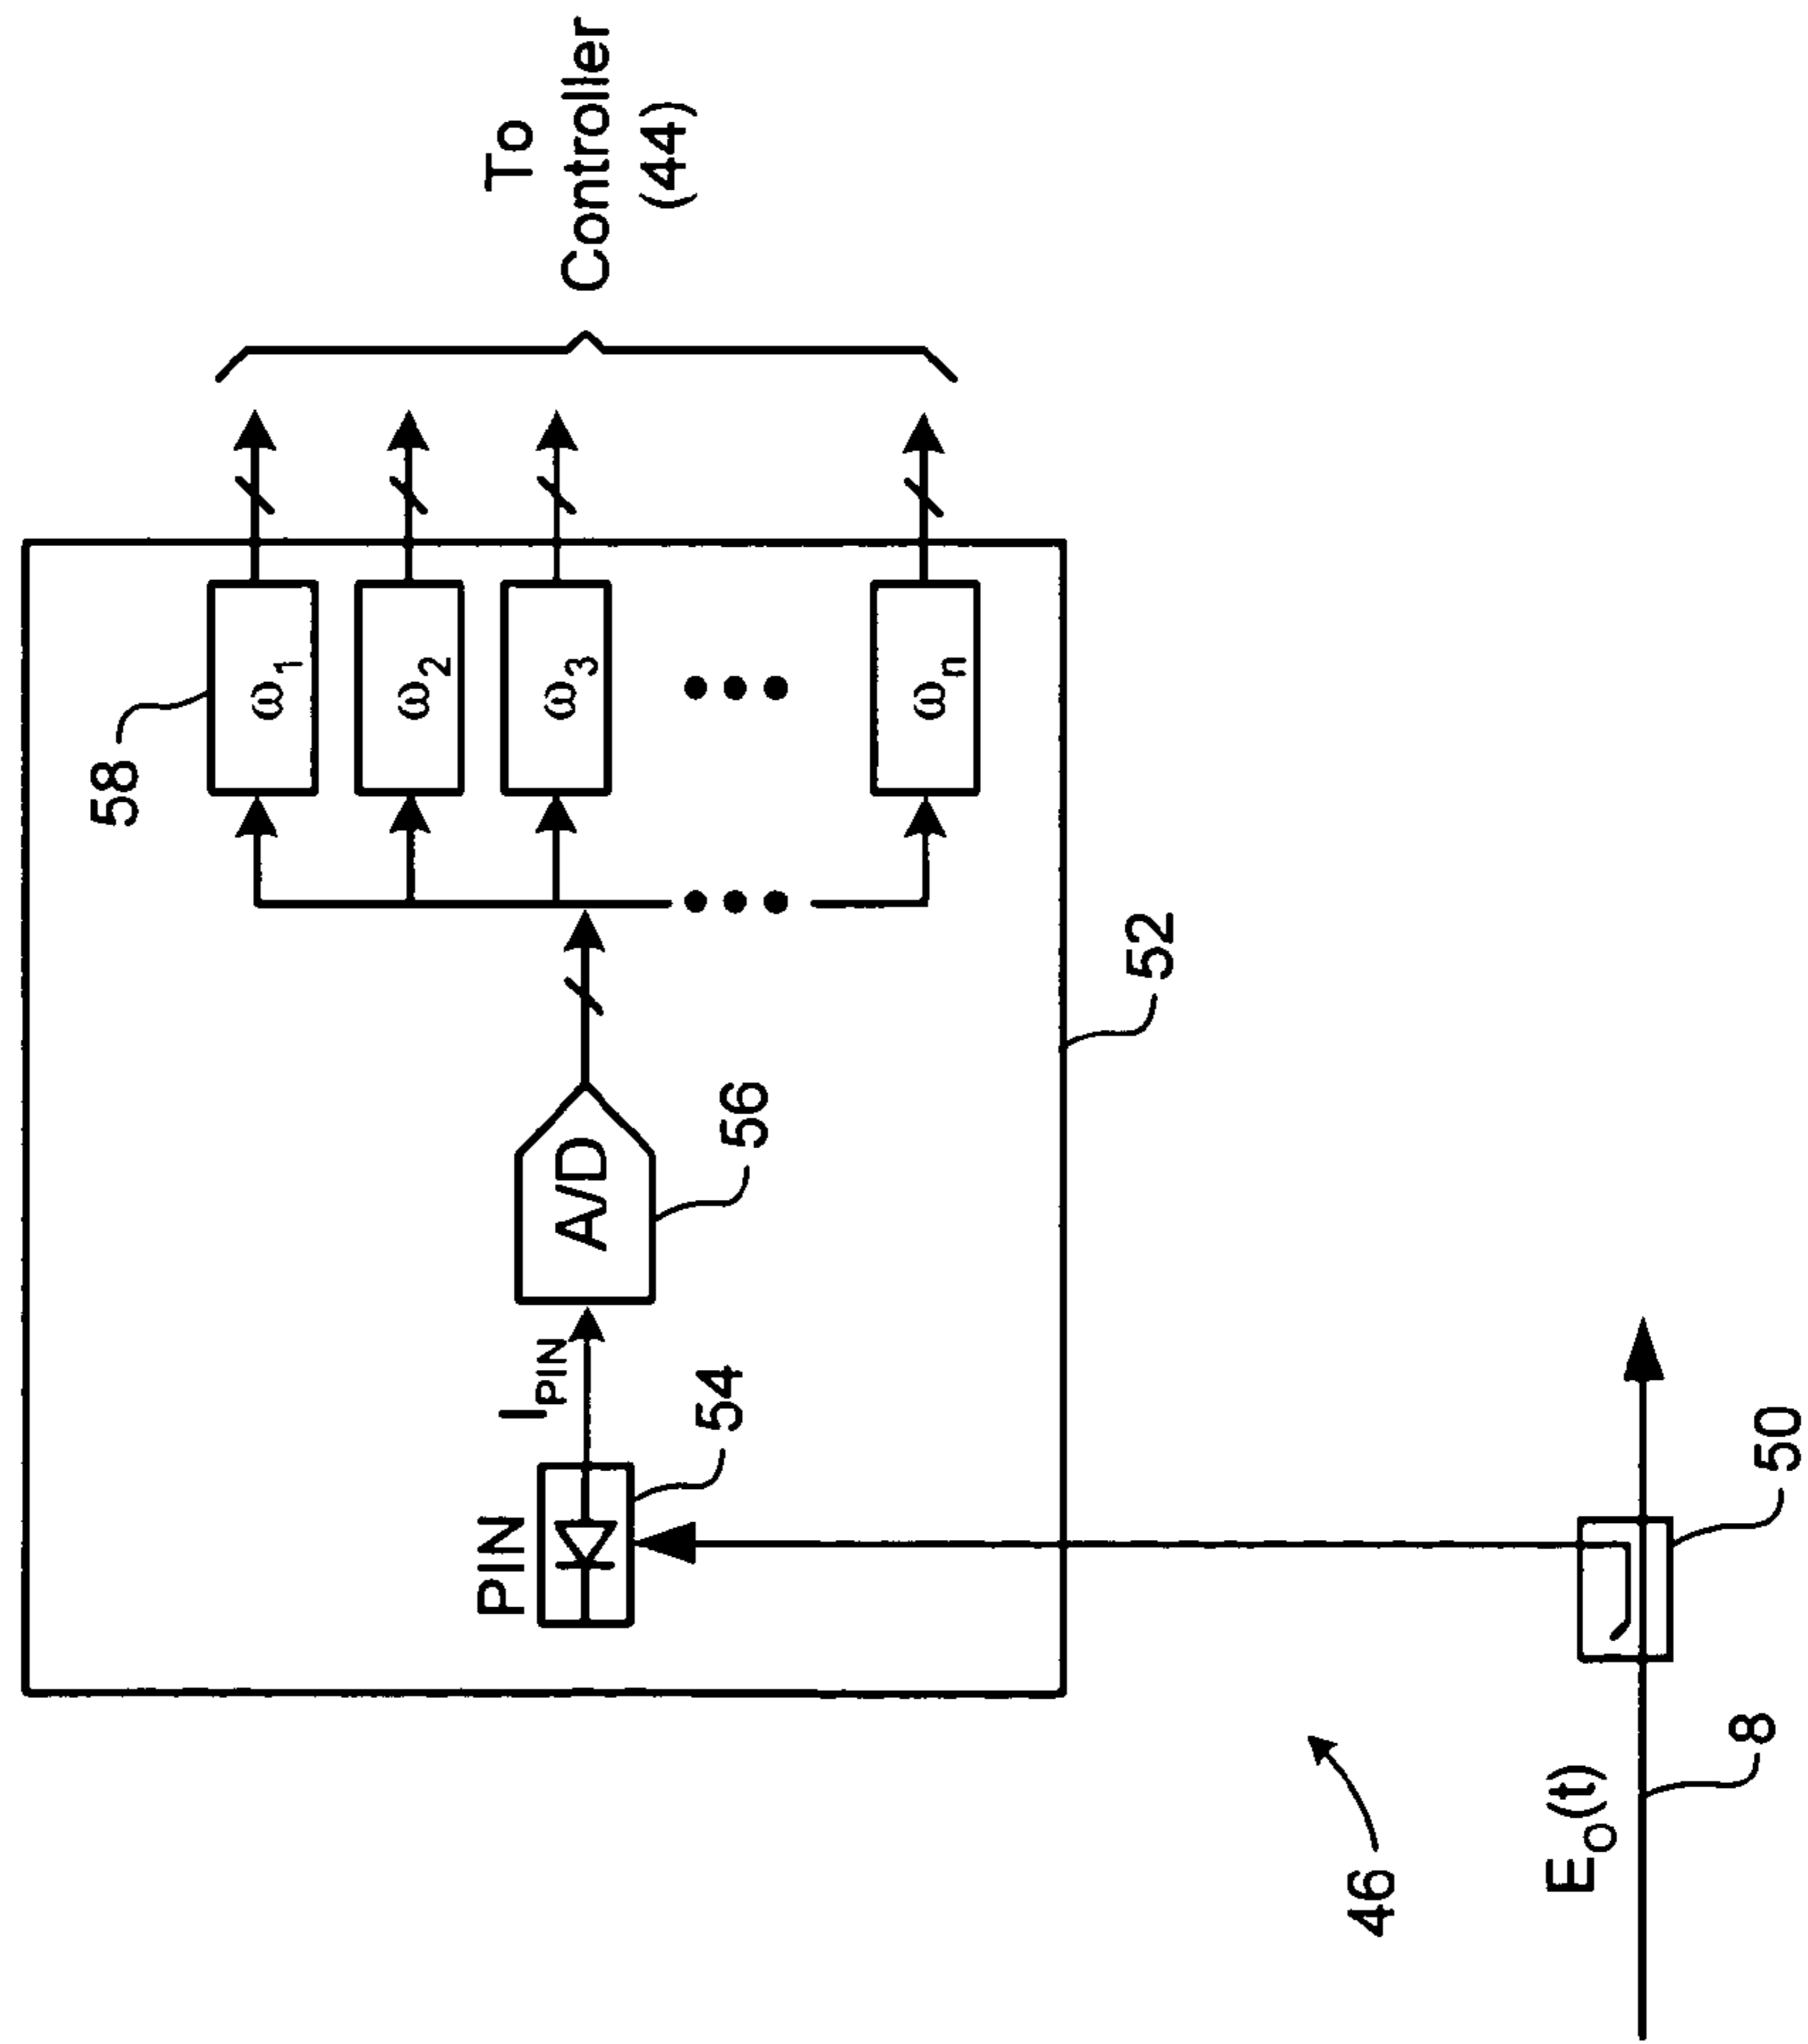 To
Controller
(44)
58
ω1
ω2
ω3
ωn
PIN
IPIN
A/D
54
56
52
46
Eo(t)
8
50